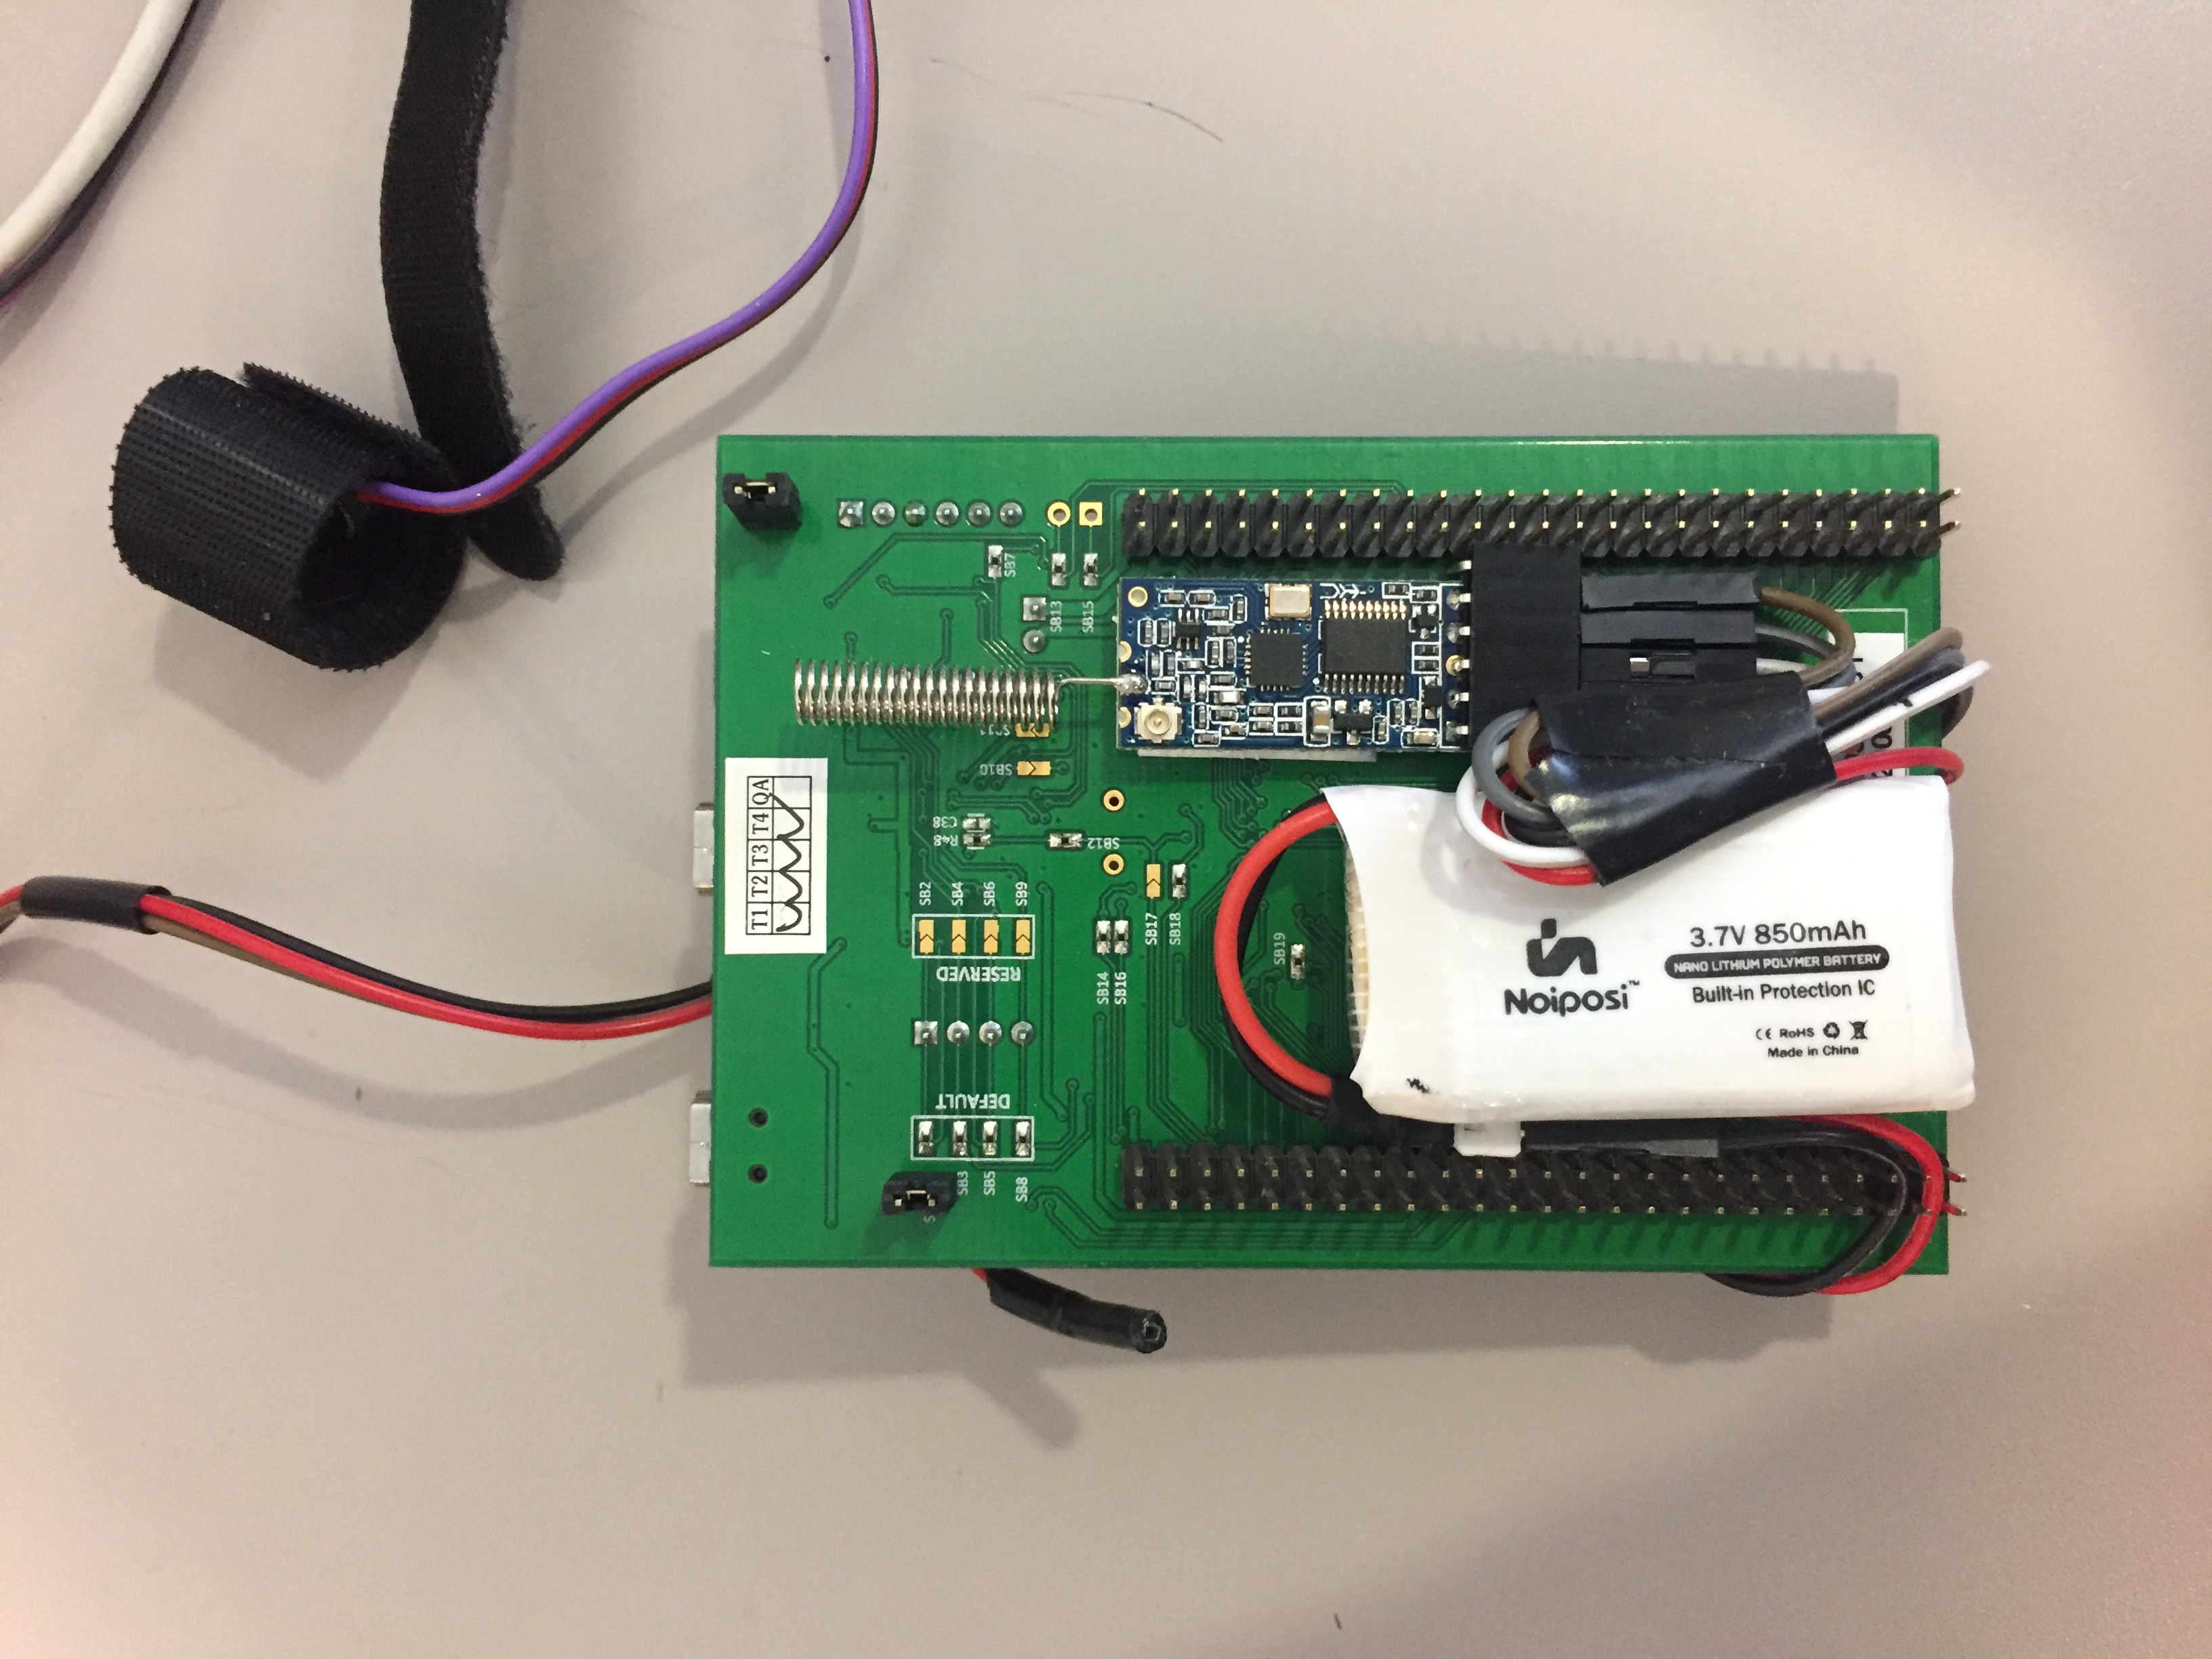 SB7
SB13
SB15
SB10
T1 T2 T3 T4 QA
C38
R48
SB12
SB2
SB4
SB6
SB9
RESERVED
SB17
SB18
SB14
SB16
SB19
DEFAULT
SB3
SB5
SB8
3.7V 850mAh
NANO LITHIUM POLYMER BATTERY
Built-in Protection IC
Noiposi™
CE RoHS
Made in China